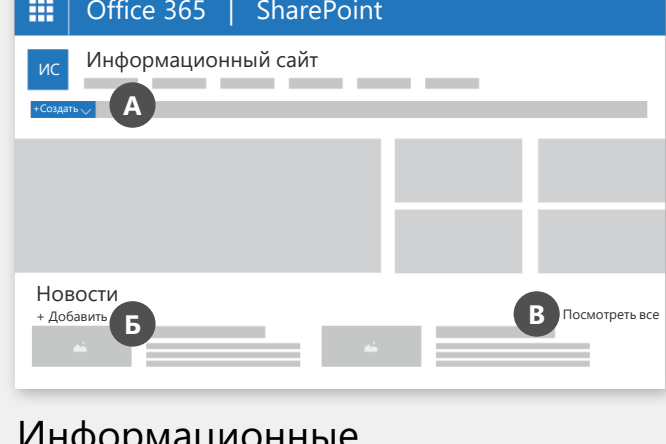 Office 365 | SharePoint
ИС
Информационный сайт
+Создать
А
Новости
+ Добавить
Б
В
Посмотреть все
Информационные